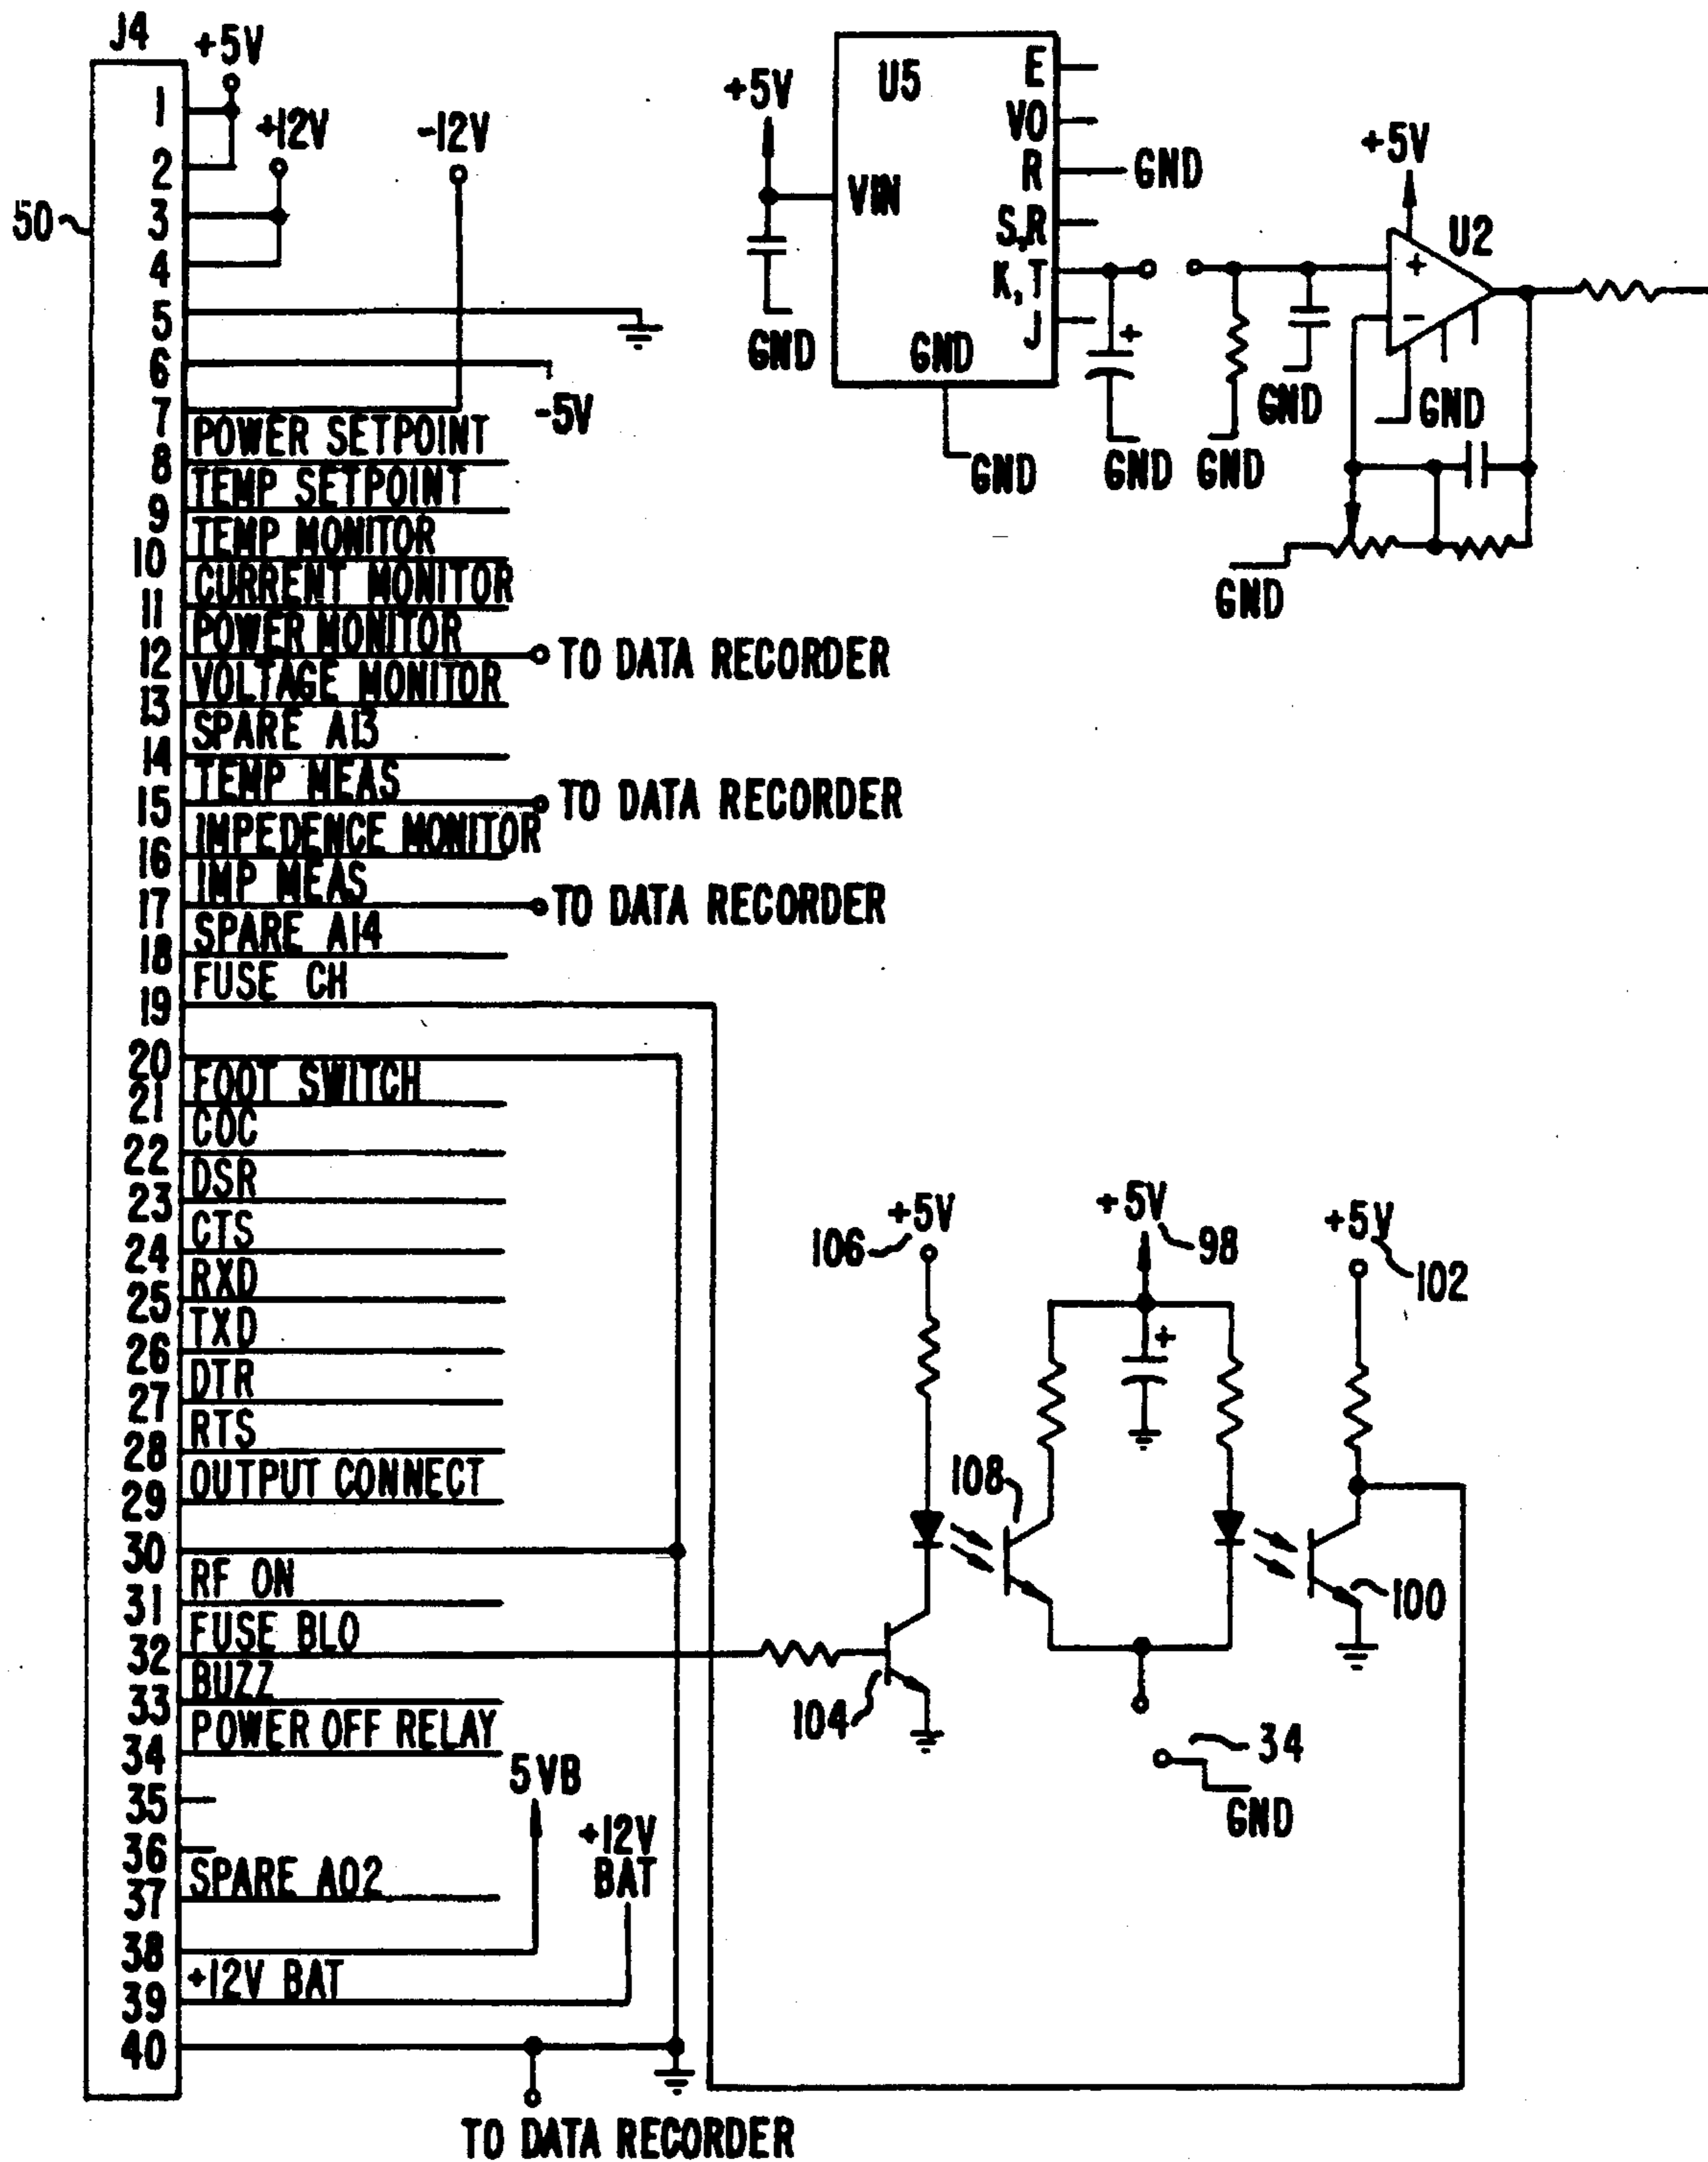 J4
+5V
1
+12V
-12V
2
3
50
4
5
6
-5V
7
POWER SETPOINT
8
TEMP SETPOINT
9
TEMP MONITOR
10
CURRENT MONITOR
11
POWER MONITOR
12
TO DATA RECORDER
VOLTAGE MONITOR
13
SPARE AI3
14
TEMP MEAS
15
TO DATA RECORDER
IMPEDENCE MONITOR
16
IMP MEAS
17
TO DATA RECORDER
SPARE AI4
18
FUSE CH
19
20
FOOT SWITCH
21
COC
22
DSR
23
CTS
24
RXD
25
TXD
26
DTR
27
RTS
28
OUTPUT CONNECT
29
30
RF ON
31
FUSE BLO
32
BUZZ
33
POWER OFF RELAY
34
5VB
35
+12V
BAT
36
SPARE AO2
37
38
+12V BAT
39
40
TO DATA RECORDER
+5V
U5
E
VO
R
GND
VIN
S,R
K,T
J
GND
GND
GND
+
GND
GND
GND
+5V
U2
+
-
GND
GND
+5V
106
+5V
98
+5V
102
+
108
100
104
34
GND